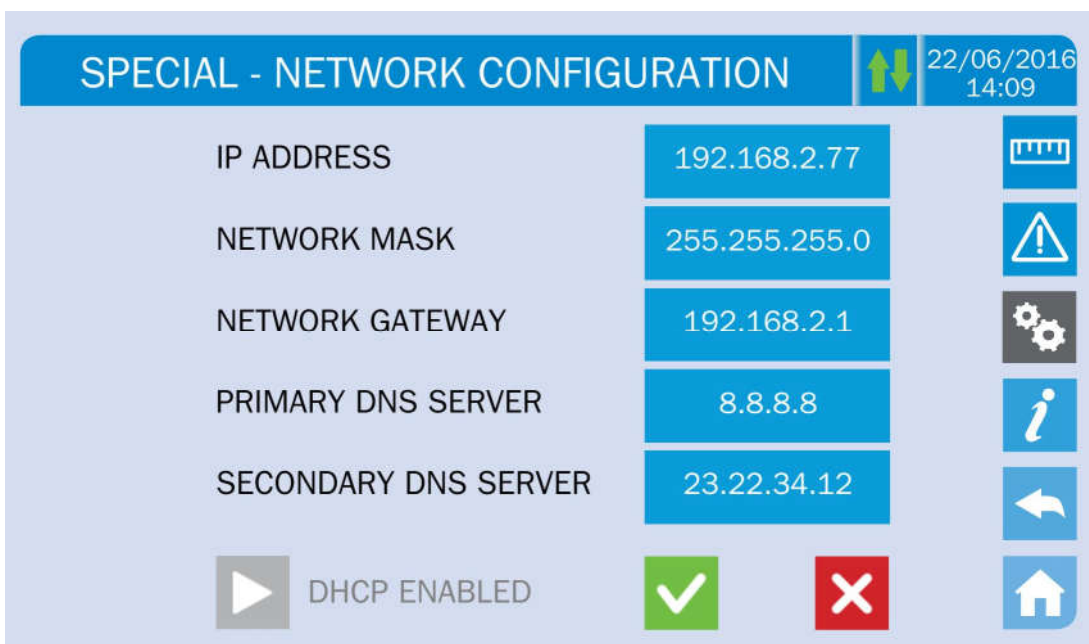 SPECIAL - NETWORK CONFIGURATION
22/06/2016
14:09
IP ADDRESS 192.168.2.77
NETWORK MASK 255.255.255.0
NETWORK GATEWAY 192.168.2.1
PRIMARY DNS SERVER 8.8.8.8
SECONDARY DNS SERVER 23.22.34.12
DHCP ENABLED